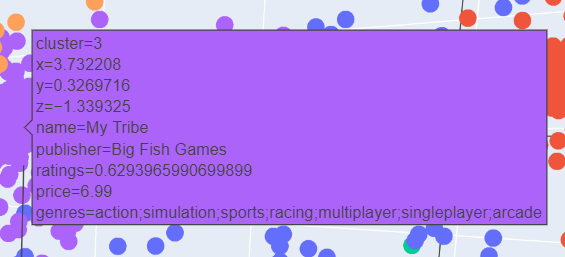 cluster=3
x=3.732208
y=0.3269716
z=−1.339325
name=My Tribe
publisher=Big Fish Games
ratings=0.6293965990699899
price=6.99
genres=action;simulation;sports;racing;multiplayer;singleplayer;arcade